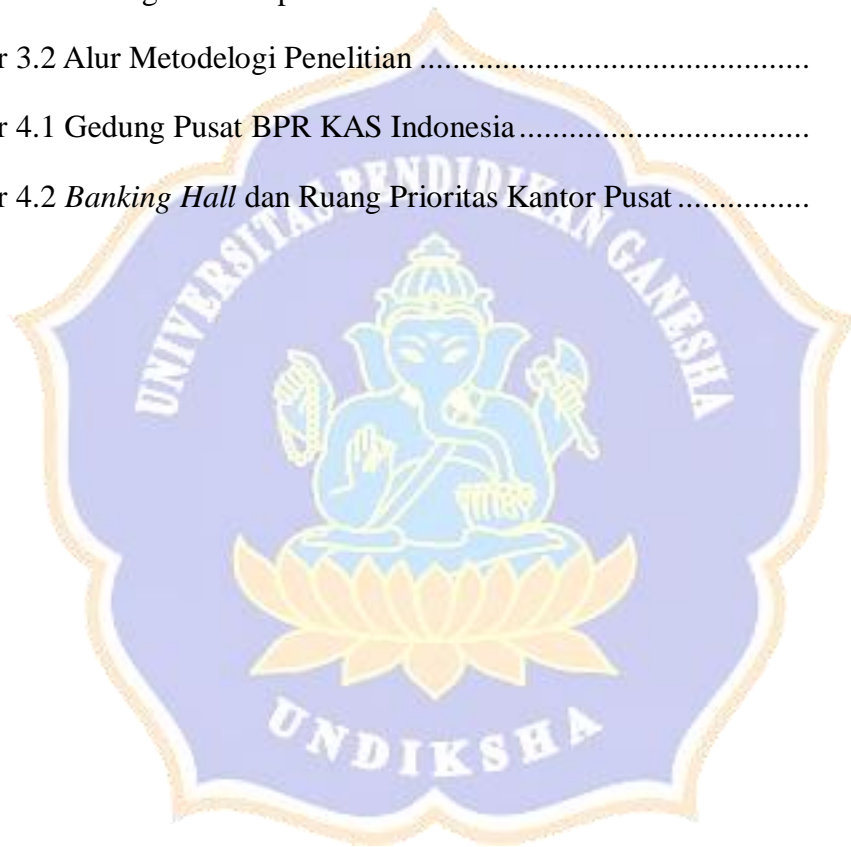 r 3.2 Alur Metodelogi Penelitian ............................................
r 4.1 Gedung Pusat BPR KAS Indonesia .................................
r 4.2 Banking Hall dan Ruang Prioritas Kantor Pusat ...............
UNIVERSITAS PENDIDIKAN GANESHA
UNDIKSHA